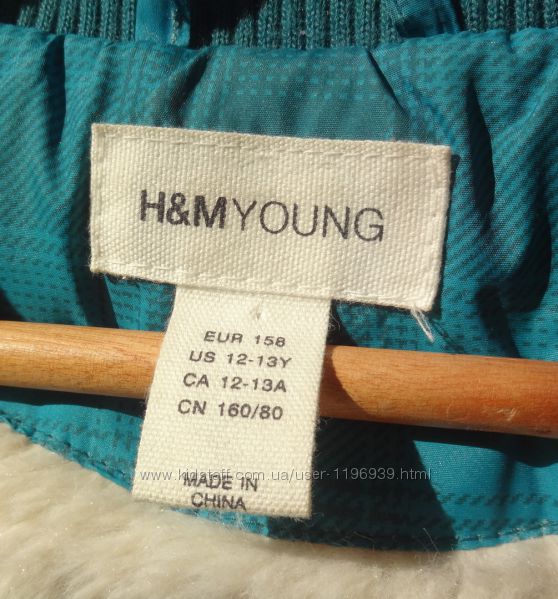 H&MYOUNG
EUR 158
US 12-13Y
CA 12-13A
CN 160/80
www.kidstaff.com.ua/user-1196939.html
MADE IN
CHINA